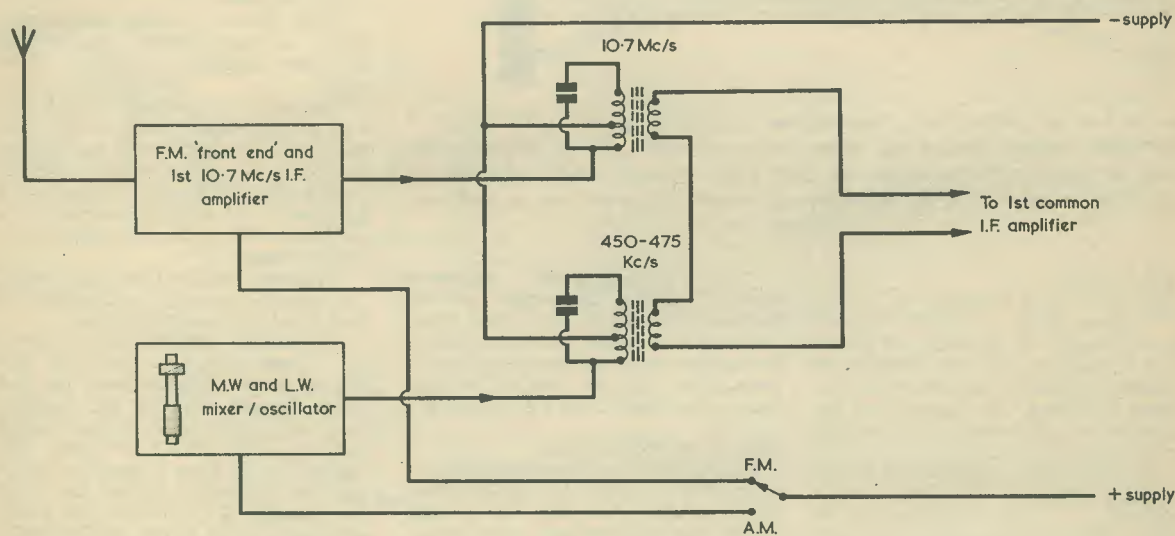 − supply
10·7 Mc/s
F.M. 'front end' and
1st 10·7 Mc/s I.F.
amplifier
To 1st common
I.F. amplifier
450–475
Kc/s
M.W and L.W.
mixer / oscillator
F.M.
+ supply
A.M.